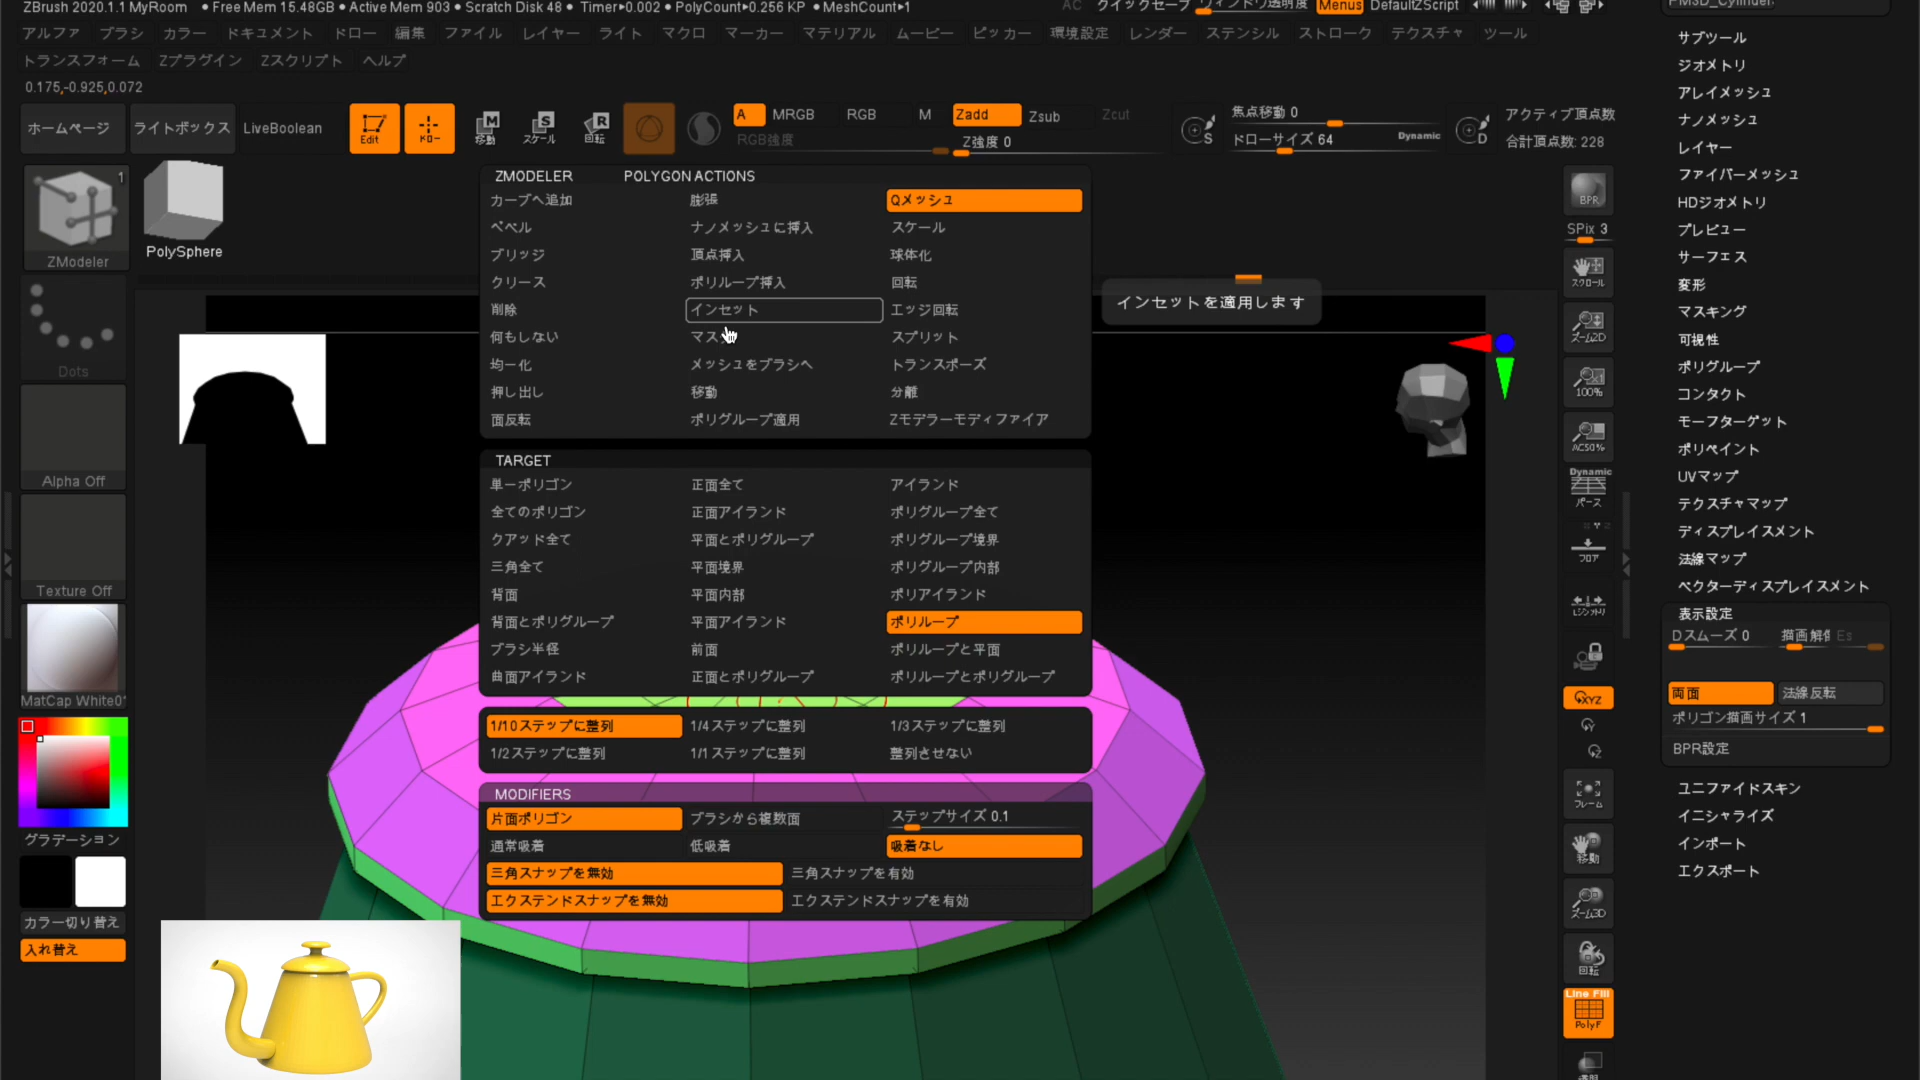 ZBrush 2020.1.1 MyRoom • Free Mem 15.48GB • Active Mem 903 • Scratch Disk 48 • Timer▸0.002 • PolyCount▸0.256 KP • MeshCount▸1
AC クイックセーブ ウィンドウ透明度 Menus DefaultZScript
アルファ ブラシ カラー ドキュメント ドロー 編集 ファイル レイヤー ライト マクロ マーカー マテリアル ムービー ピッカー 環境設定 レンダー ステンシル ストローク テクスチャ ツール
トランスフォーム Zプラグイン Zスクリプト ヘルプ
0.175,-0.925,0.072
ホームページ ライトボックス LiveBoolean Edit ドロー 移動 スケール 回転
A MRGB RGB M Zadd Zsub Zcut
RGB強度 Z強度 0
焦点移動 0
ドローサイズ 64 Dynamic
アクティブ頂点数
合計頂点数: 228
1
ZModeler
PolySphere
Dots
Alpha Off
Texture Off
MatCap White0
グラデーション
カラー切り替え
入れ替え
ZMODELER POLYGON ACTIONS
カーブへ追加 膨張 Qメッシュ
ベベル ナノメッシュに挿入 スケール
ブリッジ 頂点挿入 球体化
クリース ポリループ挿入 回転
削除 インセット エッジ回転
何もしない マスク スプリット
均一化 メッシュをブラシへ トランスポーズ
押し出し 移動 分離
面反転 ポリグループ適用 Zモデラーモディファイア
インセットを適用します
TARGET
単一ポリゴン 正面全て アイランド
全てのポリゴン 正面アイランド ポリグループ全て
クアッド全て 平面とポリグループ ポリグループ境界
三角全て 平面境界 ポリグループ内部
背面 平面内部 ポリアイランド
背面とポリグループ 平面アイランド ポリループ
ブラシ半径 前面 ポリループと平面
曲面アイランド 正面とポリグループ ポリループとポリグループ
1/10ステップに整列 1/4ステップに整列 1/3ステップに整列
1/2ステップに整列 1/1ステップに整列 整列させない
MODIFIERS
片面ポリゴン ブラシから複数面 ステップサイズ 0.1
通常吸着 低吸着 吸着なし
三角スナップを無効 三角スナップを有効
エクステンドスナップを無効 エクステンドスナップを有効
BPR
SPix 3
スクロール
ズーム2D
100%
AC50%
Dynamic
パース
フロア
XYZ
フレーム
移動
ズーム3D
回転
Line Fill
PolyF
サブツール
ジオメトリ
アレイメッシュ
ナノメッシュ
レイヤー
ファイバーメッシュ
HDジオメトリ
プレビュー
サーフェス
変形
マスキング
可視性
ポリグループ
コンタクト
モーフターゲット
ポリペイント
UVマップ
テクスチャマップ
ディスプレイスメント
法線マップ
ベクターディスプレイスメント
表示設定
Dスムーズ 0 描画解像 Es
両面 法線反転
ポリゴン描画サイズ 1
BPR設定
ユニファイドスキン
イニシャライズ
インポート
エクスポート